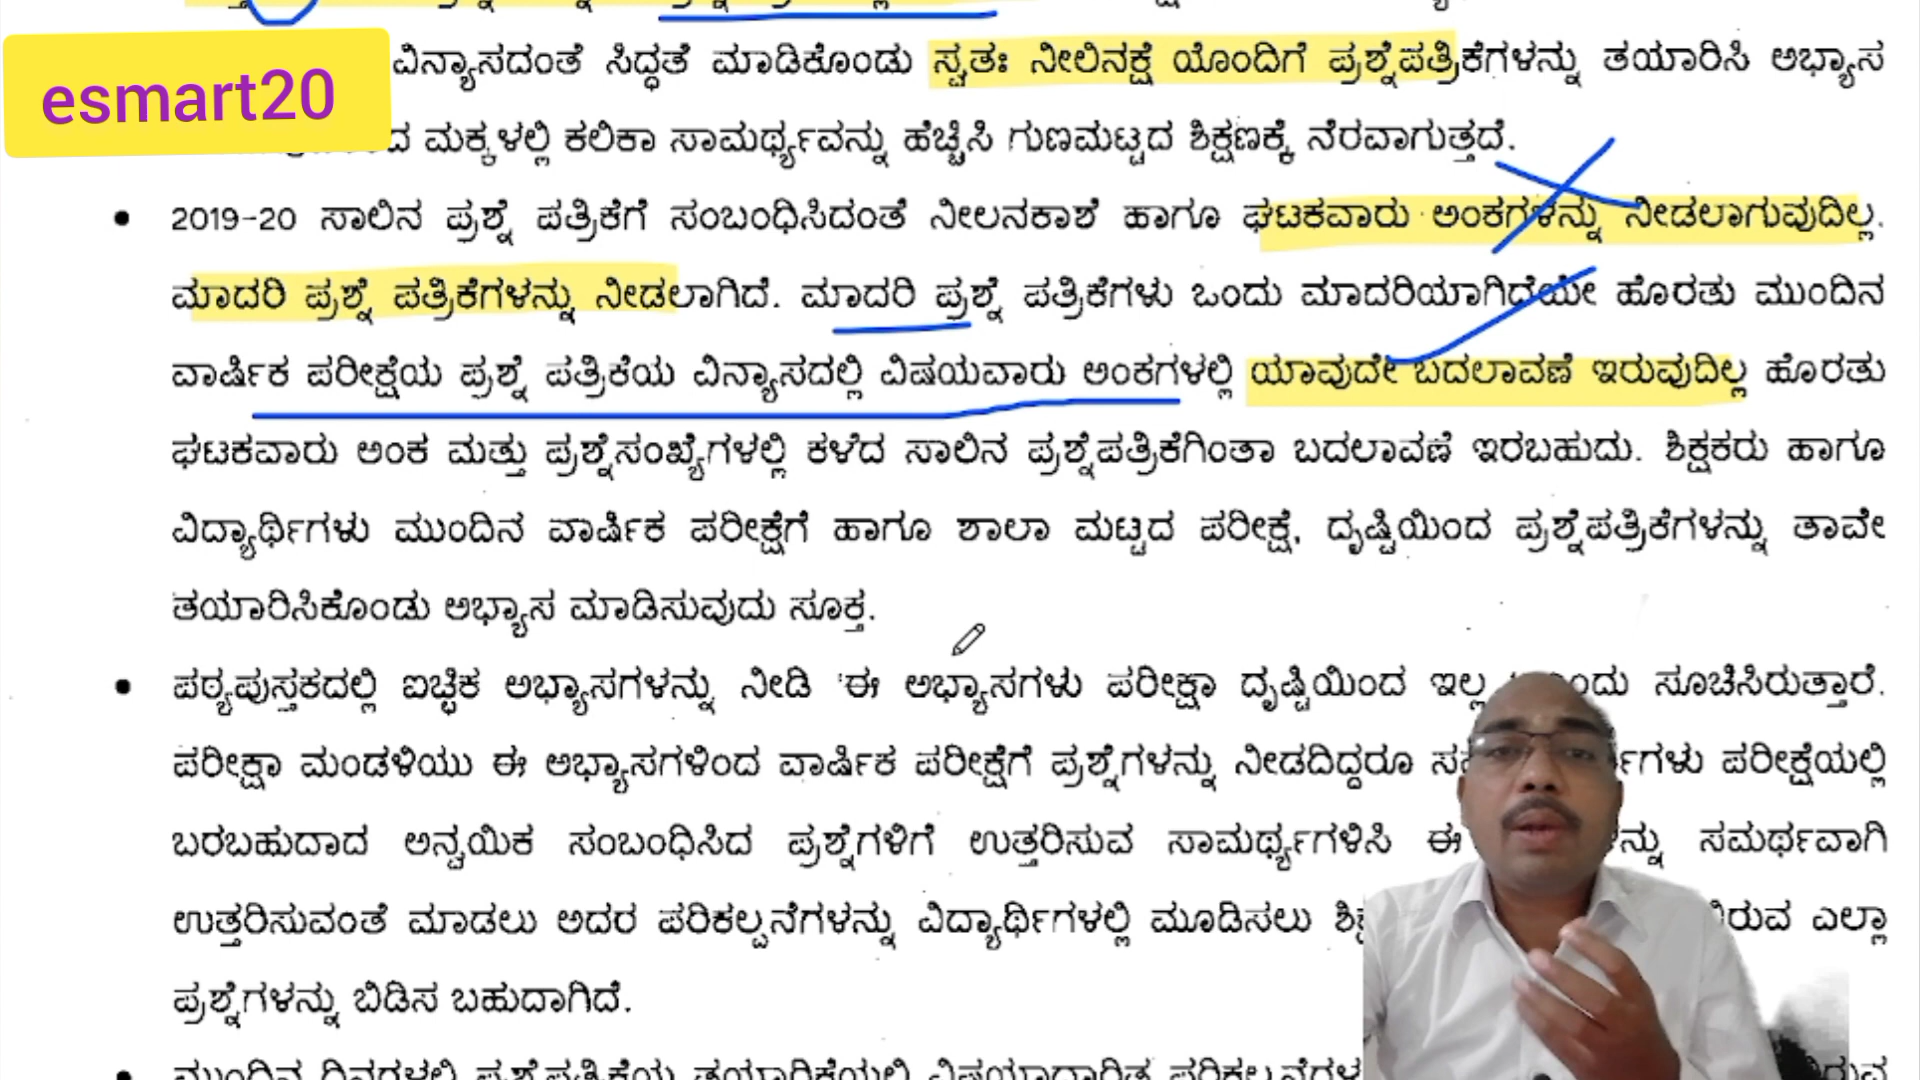 esmart20
ವಿನ್ಯಾಸದಂತೆ ಸಿದ್ಧತೆ ಮಾಡಿಕೊಂಡು ಸ್ವತಃ ನೀಲಿನಕ್ಷೆ ಯೊಂದಿಗೆ ಪ್ರಶ್ನೆಪತ್ರಿಕೆಗಳನ್ನು ತಯಾರಿಸಿ ಅಭ್ಯಾಸ
ಮಕ್ಕಳಲ್ಲಿ ಕಲಿಕಾ ಸಾಮರ್ಥ್ಯವನ್ನು ಹೆಚ್ಚಿಸಿ ಗುಣಮಟ್ಟದ ಶಿಕ್ಷಣಕ್ಕೆ ನೆರವಾಗುತ್ತದೆ.
• 2019-20 ಸಾಲಿನ ಪ್ರಶ್ನೆ ಪತ್ರಿಕೆಗೆ ಸಂಬಂಧಿಸಿದಂತೆ ನೀಲನಕಾಶೆ ಹಾಗೂ ಘಟಕವಾರು ಅಂಕಗಳನ್ನು ನೀಡಲಾಗುವುದಿಲ್ಲ.
ಮಾದರಿ ಪ್ರಶ್ನೆ ಪತ್ರಿಕೆಗಳನ್ನು ನೀಡಲಾಗಿದೆ. ಮಾದರಿ ಪ್ರಶ್ನೆ ಪತ್ರಿಕೆಗಳು ಒಂದು ಮಾದರಿಯಾಗಿದೆಯೇ ಹೊರತು ಮುಂದಿನ
ವಾರ್ಷಿಕ ಪರೀಕ್ಷೆಯ ಪ್ರಶ್ನೆ ಪತ್ರಿಕೆಯ ವಿನ್ಯಾಸದಲ್ಲಿ ವಿಷಯವಾರು ಅಂಕಗಳಲ್ಲಿ ಯಾವುದೇ ಬದಲಾವಣೆ ಇರುವುದಿಲ್ಲ ಹೊರತು
ಘಟಕವಾರು ಅಂಕ ಮತ್ತು ಪ್ರಶ್ನೆಸಂಖ್ಯೆಗಳಲ್ಲಿ ಕಳೆದ ಸಾಲಿನ ಪ್ರಶ್ನೆಪತ್ರಿಕೆಗಿಂತಾ ಬದಲಾವಣೆ ಇರಬಹುದು. ಶಿಕ್ಷಕರು ಹಾಗೂ
ವಿದ್ಯಾರ್ಥಿಗಳು ಮುಂದಿನ ವಾರ್ಷಿಕ ಪರೀಕ್ಷೆಗೆ ಹಾಗೂ ಶಾಲಾ ಮಟ್ಟದ ಪರೀಕ್ಷೆ, ದೃಷ್ಟಿಯಿಂದ ಪ್ರಶ್ನೆಪತ್ರಿಕೆಗಳನ್ನು ತಾವೇ
ತಯಾರಿಸಿಕೊಂಡು ಅಭ್ಯಾಸ ಮಾಡಿಸುವುದು ಸೂಕ್ತ.
• ಪಠ್ಯಪುಸ್ತಕದಲ್ಲಿ ಐಚ್ಛಿಕ ಅಭ್ಯಾಸಗಳನ್ನು ನೀಡಿ 'ಈ ಅಭ್ಯಾಸಗಳು ಪರೀಕ್ಷಾ ದೃಷ್ಟಿಯಿಂದ ಇಲ್ಲ ಸೂಚಿಸಿರುತ್ತಾರೆ.
ಪರೀಕ್ಷಾ ಮಂಡಳಿಯು ಈ ಅಭ್ಯಾಸಗಳಿಂದ ವಾರ್ಷಿಕ ಪರೀಕ್ಷೆಗೆ ಪ್ರಶ್ನೆಗಳನ್ನು ನೀಡದಿದ್ದರೂ ಪರೀಕ್ಷೆಯಲ್ಲಿ
ಬರಬಹುದಾದ ಅನ್ವಯಿಕ ಸಂಬಂಧಿಸಿದ ಪ್ರಶ್ನೆಗಳಿಗೆ ಉತ್ತರಿಸುವ ಸಾಮರ್ಥ್ಯಗಳಿಸಿ ಈ ಸಮರ್ಥವಾಗಿ
ಉತ್ತರಿಸುವಂತೆ ಮಾಡಲು ಅದರ ಪರಿಕಲ್ಪನೆಗಳನ್ನು ವಿದ್ಯಾರ್ಥಿಗಳಲ್ಲಿ ಮೂಡಿಸಲು ಎಲ್ಲಾ
ಪ್ರಶ್ನೆಗಳನ್ನು ಬಿಡಿಸ ಬಹುದಾಗಿದೆ.
• ಮುಂದಿನ ದಿನಗಳಲ್ಲಿ ಪ್ರಶ್ನೆಪತ್ರಿಕೆಯ ತಯಾರಿಕೆಯಲ್ಲಿ